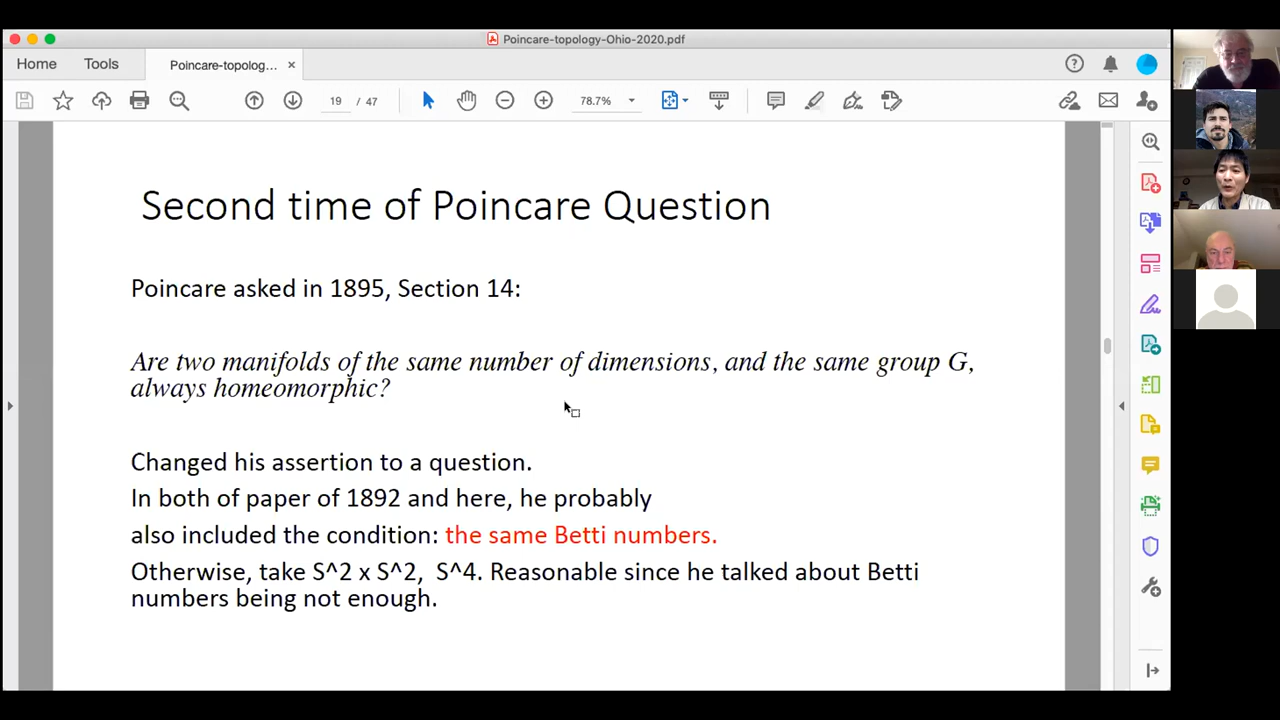 Poincare-topology-Ohio-2020.pdf
Home Tools Poincare-topolog... ×
19 / 47 78.7%
Second time of Poincare Question
Poincare asked in 1895, Section 14:
Are two manifolds of the same number of dimensions, and the same group G,
always homeomorphic?
Changed his assertion to a question.
In both of paper of 1892 and here, he probably
also included the condition: the same Betti numbers.
Otherwise, take S^2 x S^2, S^4. Reasonable since he talked about Betti
numbers being not enough.